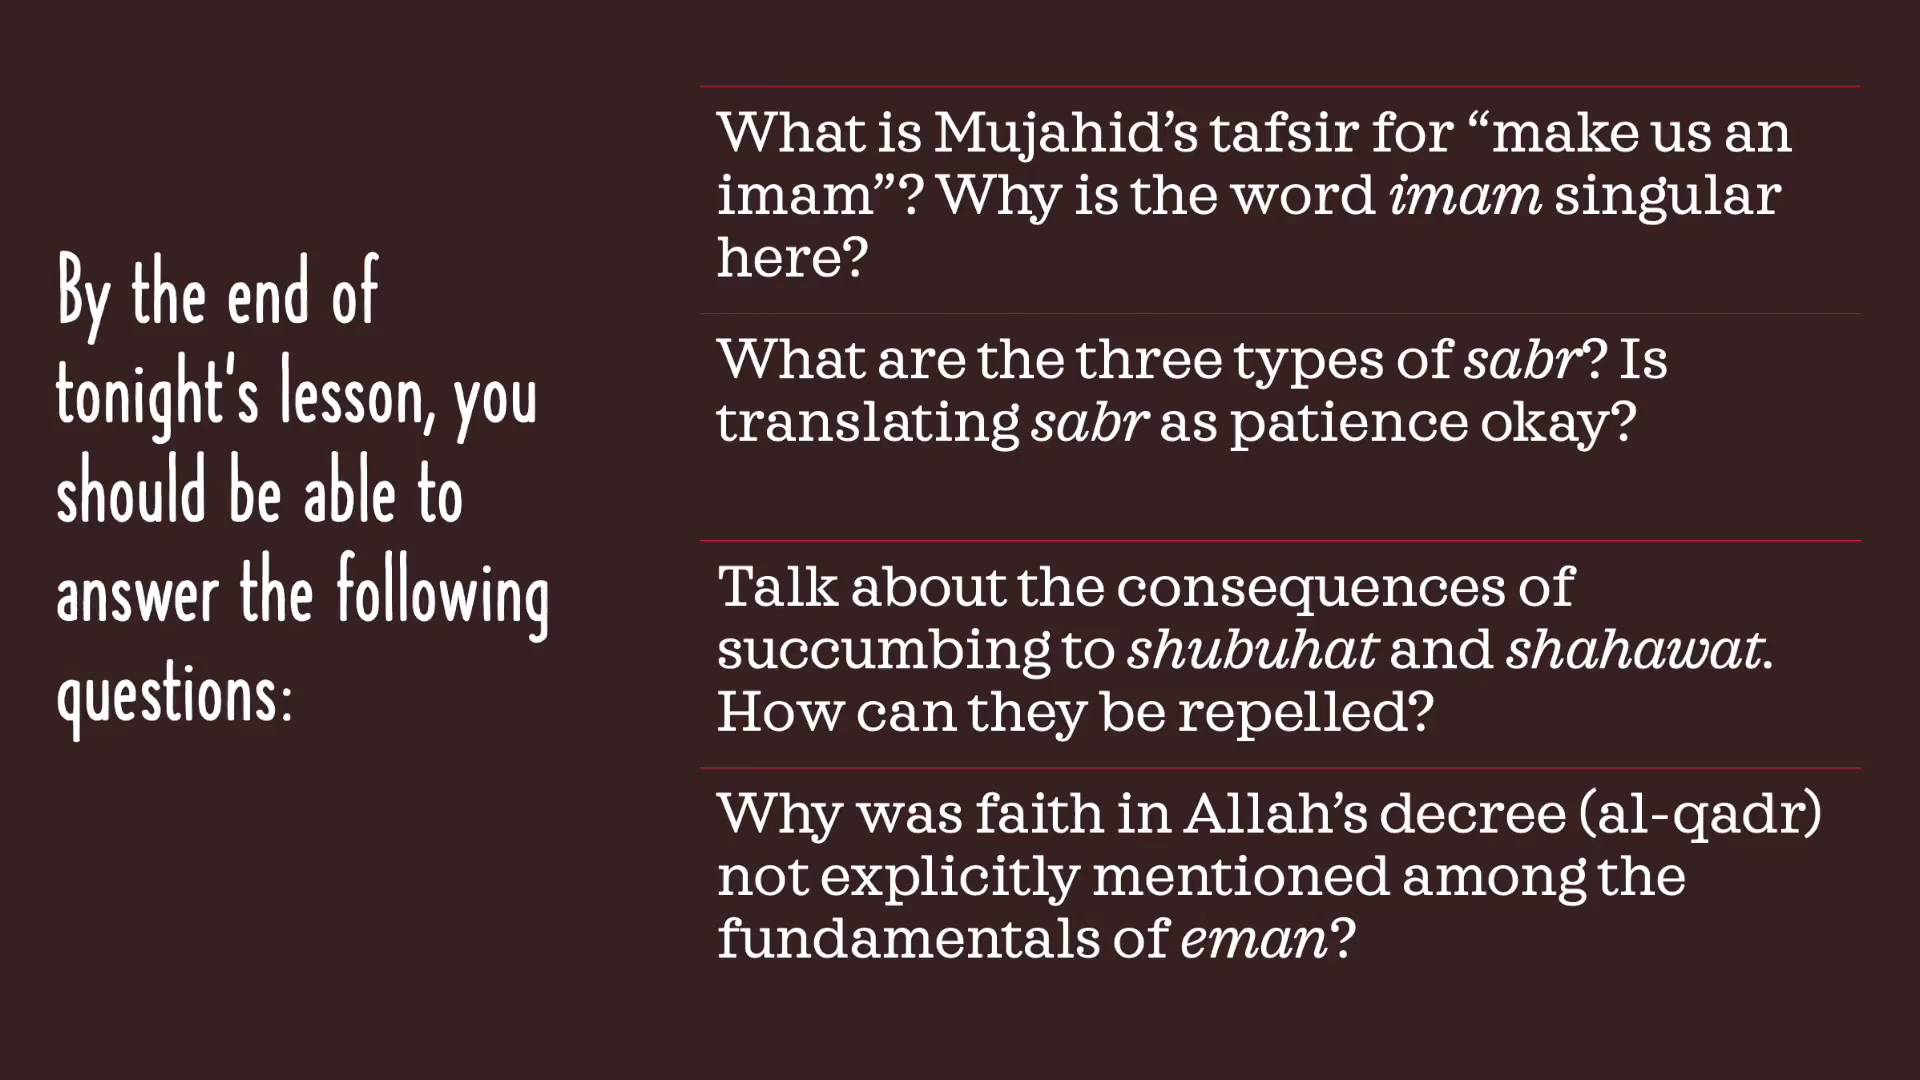 By the end of
tonight's lesson, you
should be able to
answer the following
questions:
What is Mujahid’s tafsir for “make us an
imam”? Why is the word imam singular
here?
What are the three types of sabr? Is
translating sabr as patience okay?
Talk about the consequences of
succumbing to shubuhat and shahawat.
How can they be repelled?
Why was faith in Allah’s decree (al-qadr)
not explicitly mentioned among the
fundamentals of eman?